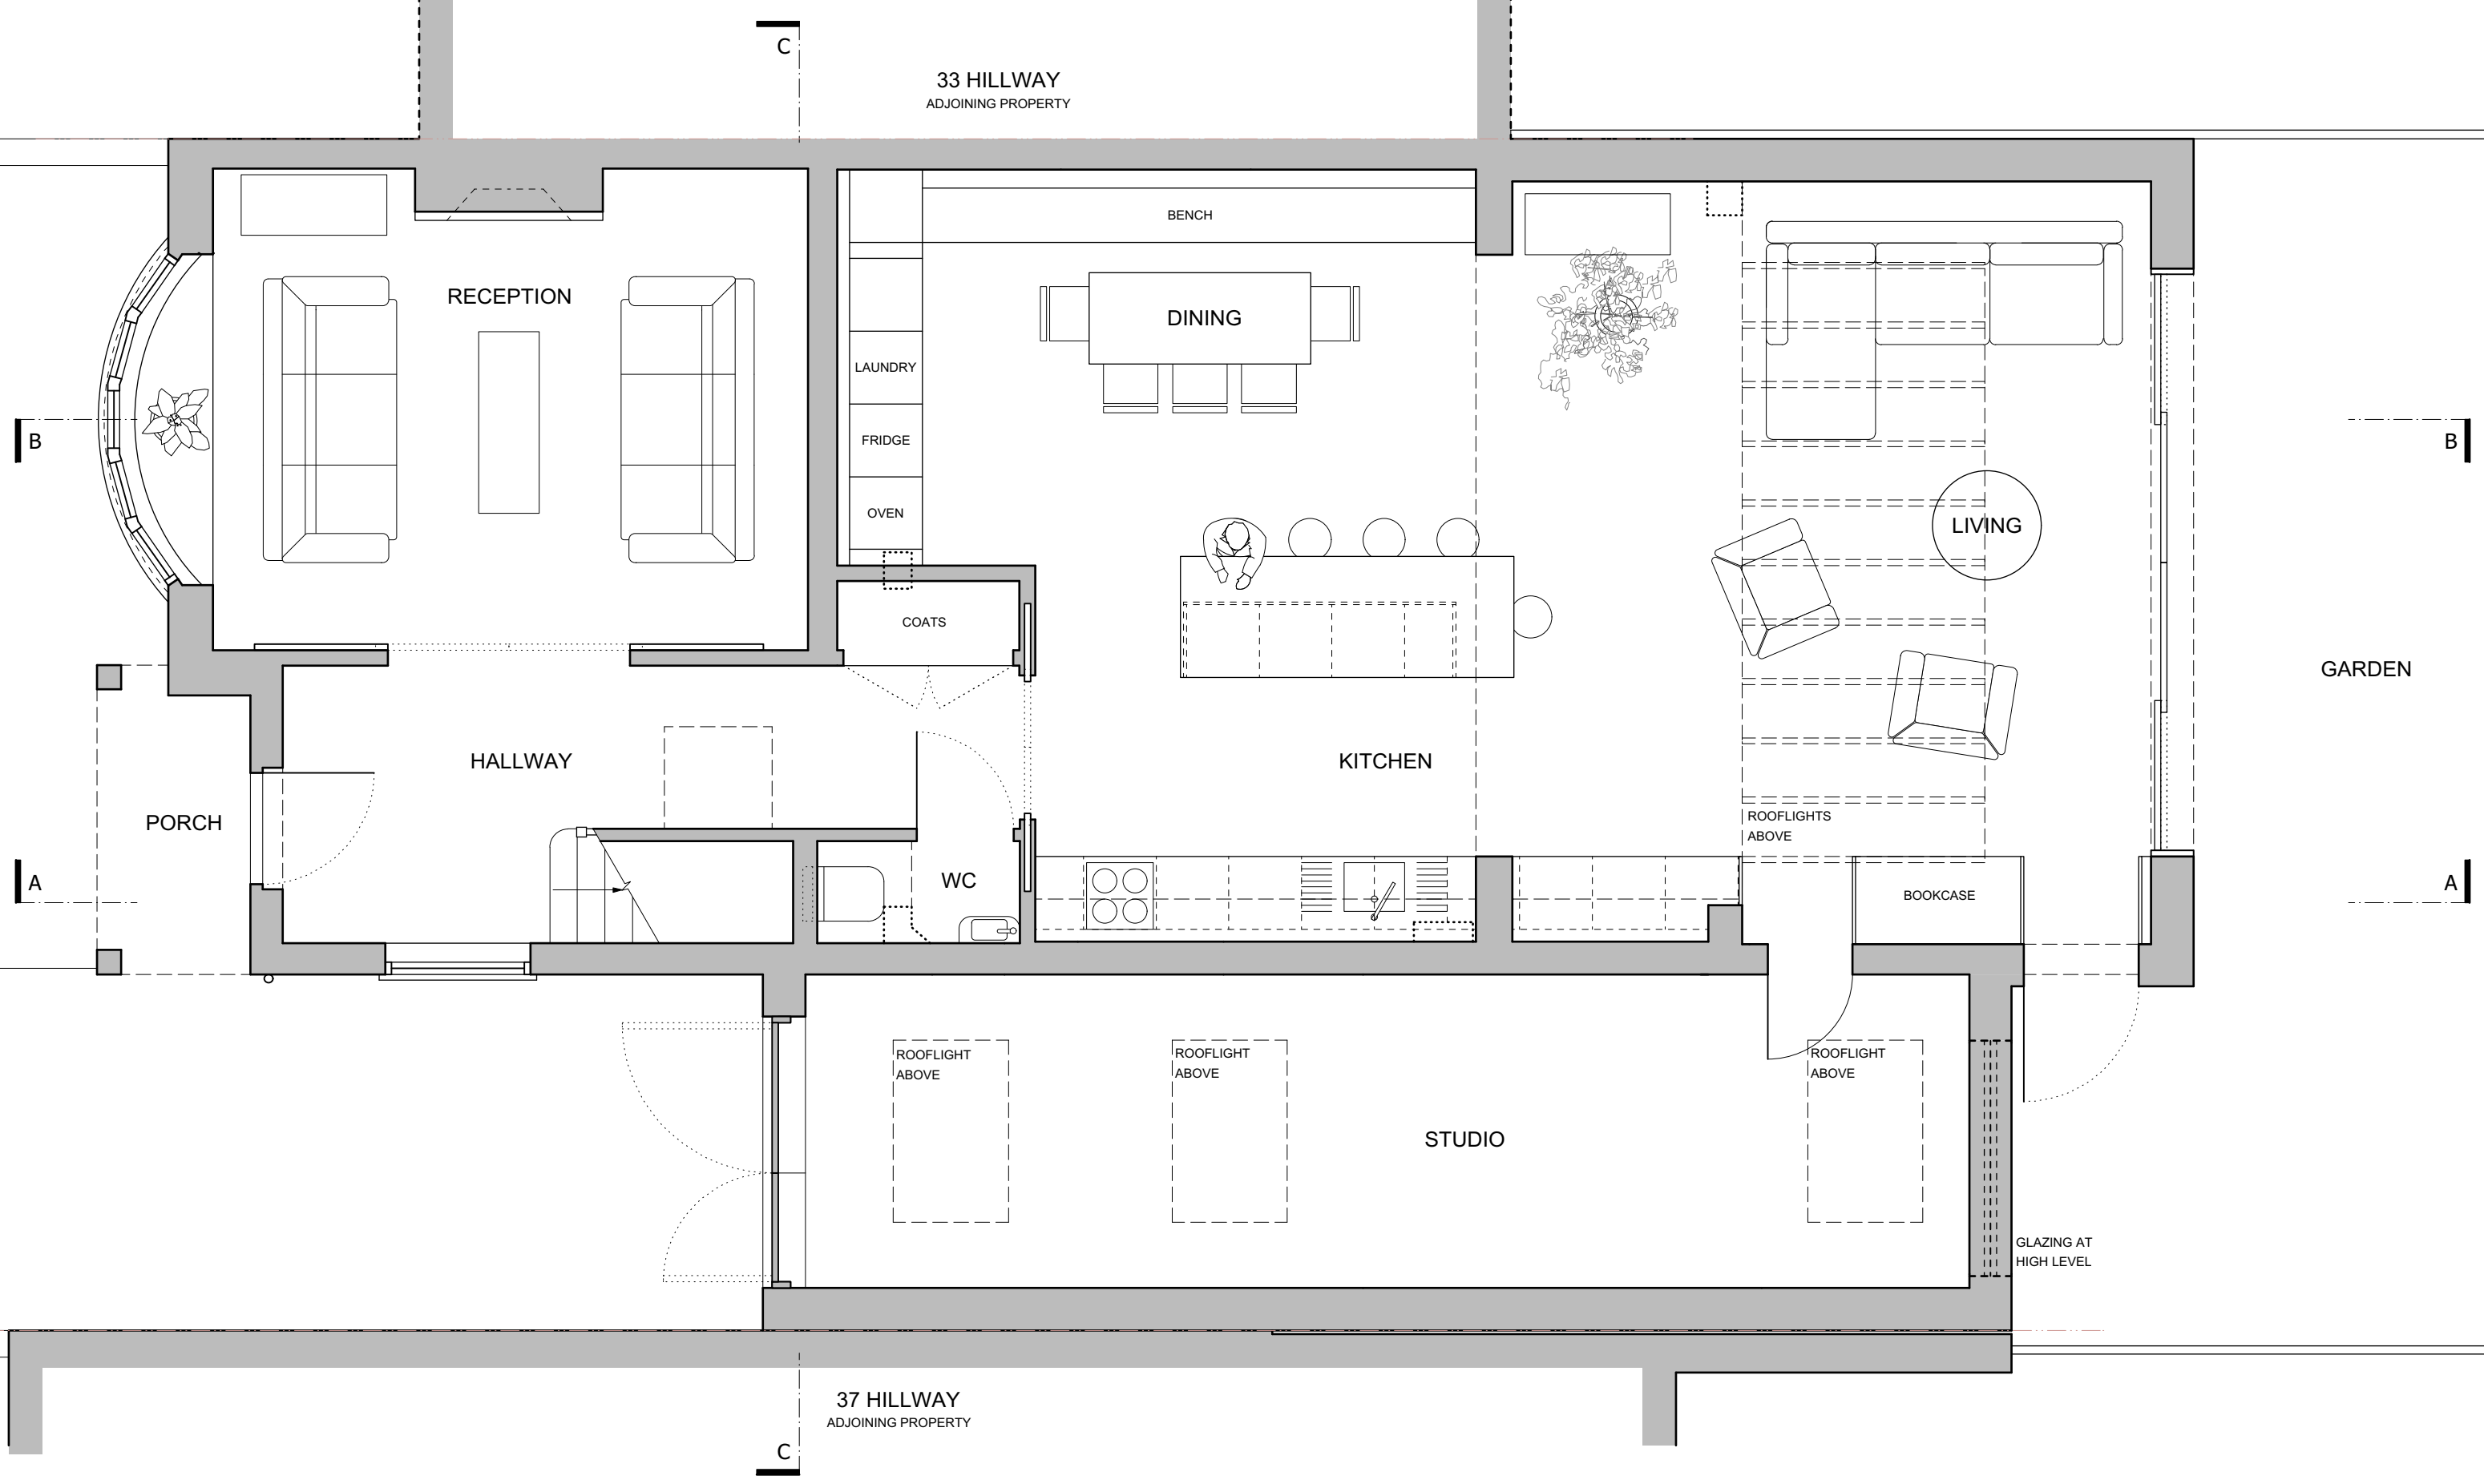 C
33 HILLWAY
ADJOINING PROPERTY
BENCH
RECEPTION
DINING
LAUNDRY
FRIDGE
B
B
OVEN
LIVING
COATS
GARDEN
HALLWAY
KITCHEN
PORCH
ROOFLIGHTS
ABOVE
A
WC
BOOKCASE
A
ROOFLIGHT
ABOVE
ROOFLIGHT
ABOVE
ROOFLIGHT
ABOVE
STUDIO
GLAZING AT
HIGH LEVEL
37 HILLWAY
ADJOINING PROPERTY
C